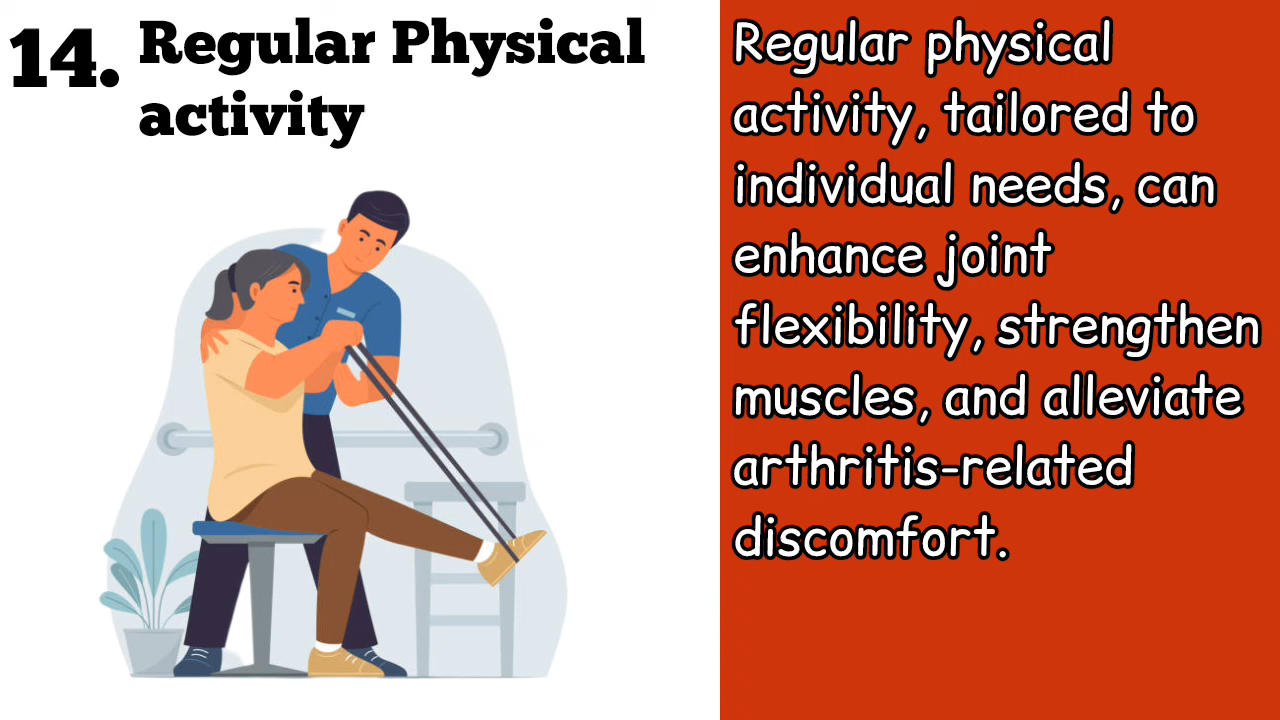 14. Regular Physical
activity
Regular physical
activity, tailored to
individual needs, can
enhance joint
flexibility, strengthen
muscles, and alleviate
arthritis-related
discomfort.